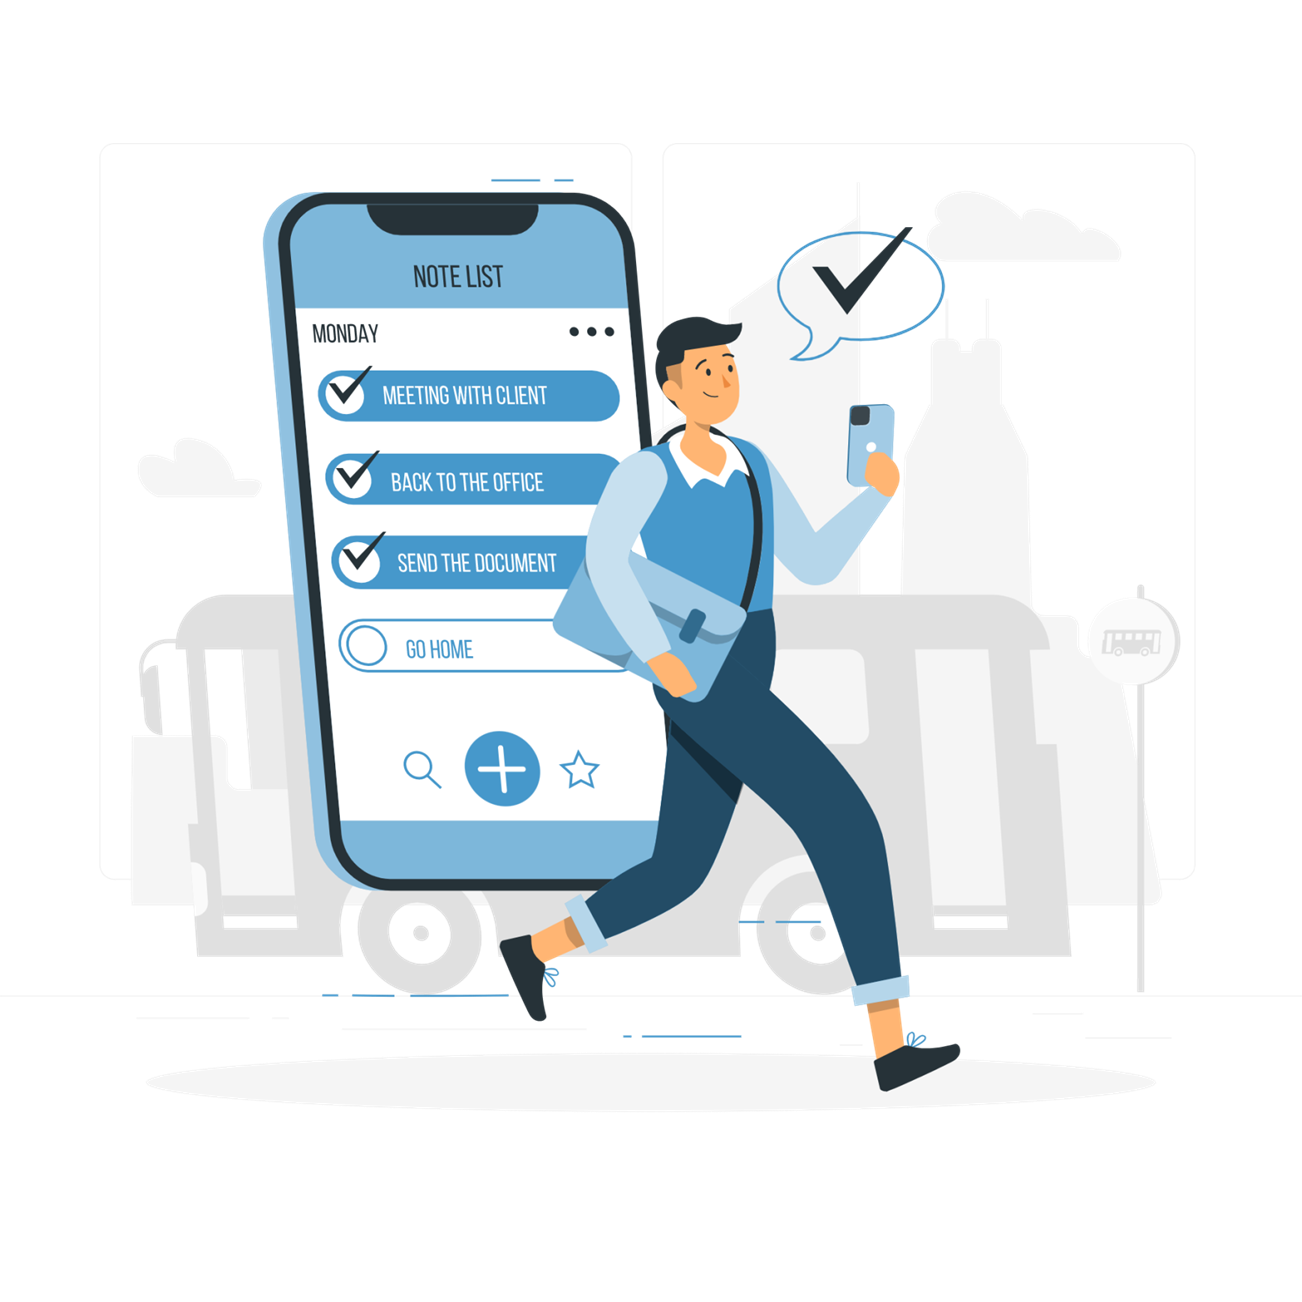 NOTE LIST
MONDAY
MEETING WITH CLIENT
BACK TO THE OFFICE
SEND THE DOCUMENT
GO HOME